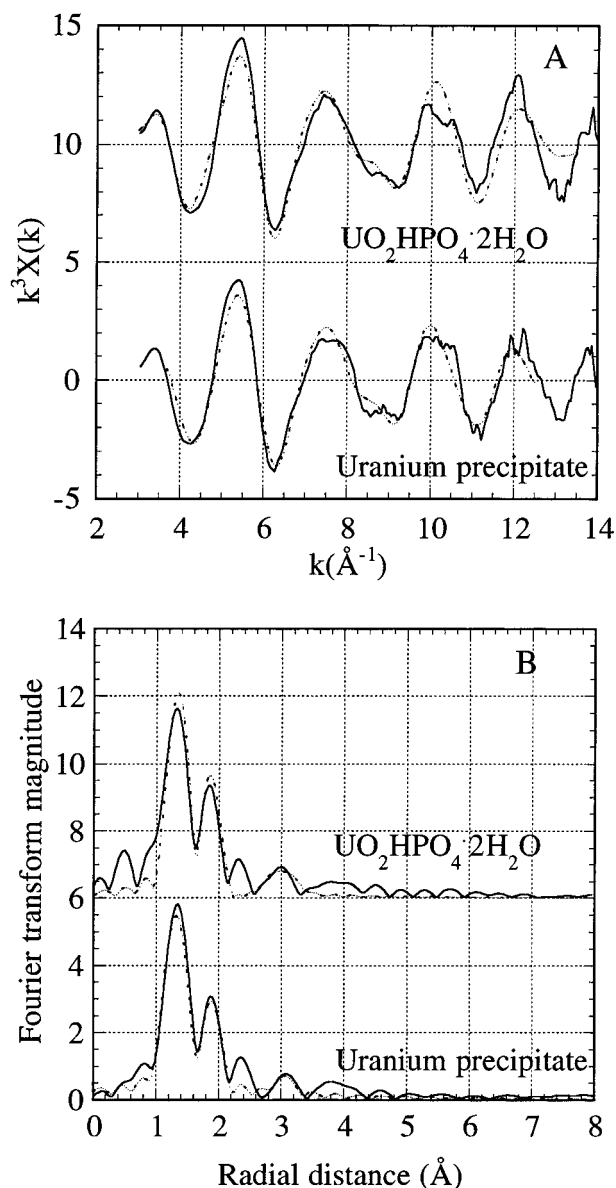 A
15
10
5
0
-5
k³X(k)
UO₂HPO₄·2H₂O
Uranium precipitate
2 4 6 8 10 12 14
k(Å⁻¹)
B
14
12
10
8
6
4
2
0
Fourier transform magnitude
UO₂HPO₄·2H₂O
Uranium precipitate
0 1 2 3 4 5 6 7 8
Radial distance (Å)